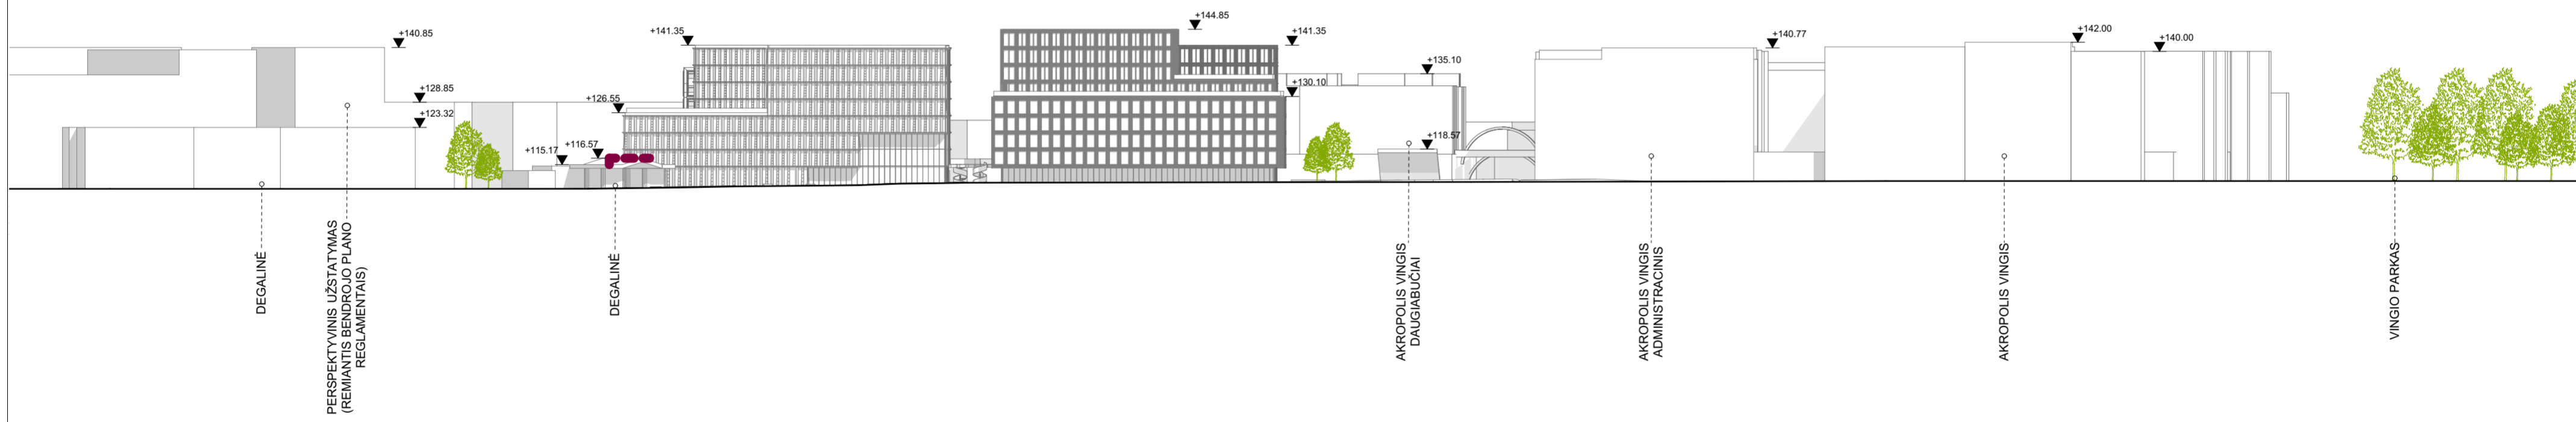 +140.85
+128.85
+123.32
+126.55
+115.17
+116.57
+141.35
+144.85
+141.35
+130.10
+135.10
+118.57
+140.77
+142.00
+140.00
DEGALINĖ
PERSPEKTYVINIS UŽSTATYMAS
(REMIANTIS BENDROJO PLANO
REGLAMENTAIS)
DEGALINĖ
AKROPOLIS VINGIS
DAUGIABUČIAI
AKROPOLIS VINGIS
ADMINISTRACINIS
AKROPOLIS VINGIS
VINGIO PARKAS